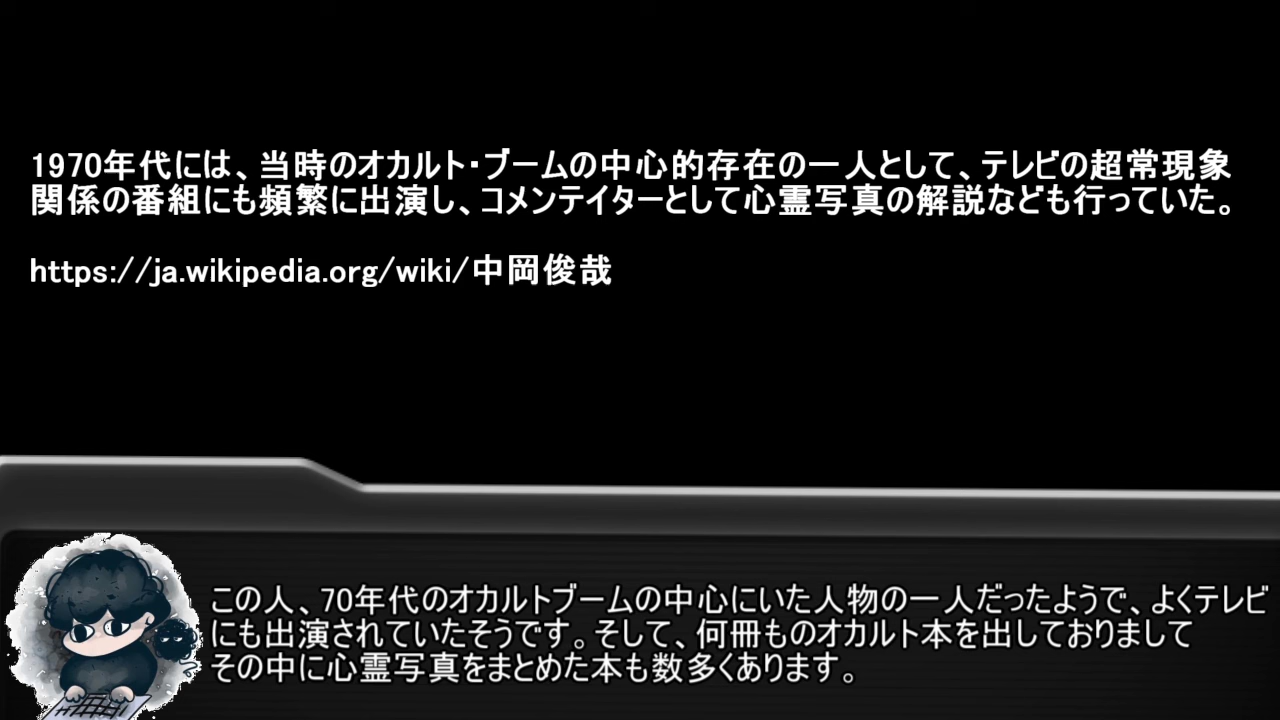 1970年代には、当時のオカルト・ブームの中心的存在の一人として、テレビの超常現象
関係の番組にも頻繁に出演し、コメンテイターとして心霊写真の解説なども行っていた。
https://ja.wikipedia.org/wiki/中岡俊哉
この人、70年代のオカルトブームの中心にいた人物の一人だったようで、よくテレビ
にも出演されていたそうです。そして、何冊ものオカルト本を出しておりまして
その中に心霊写真をまとめた本も数多くあります。